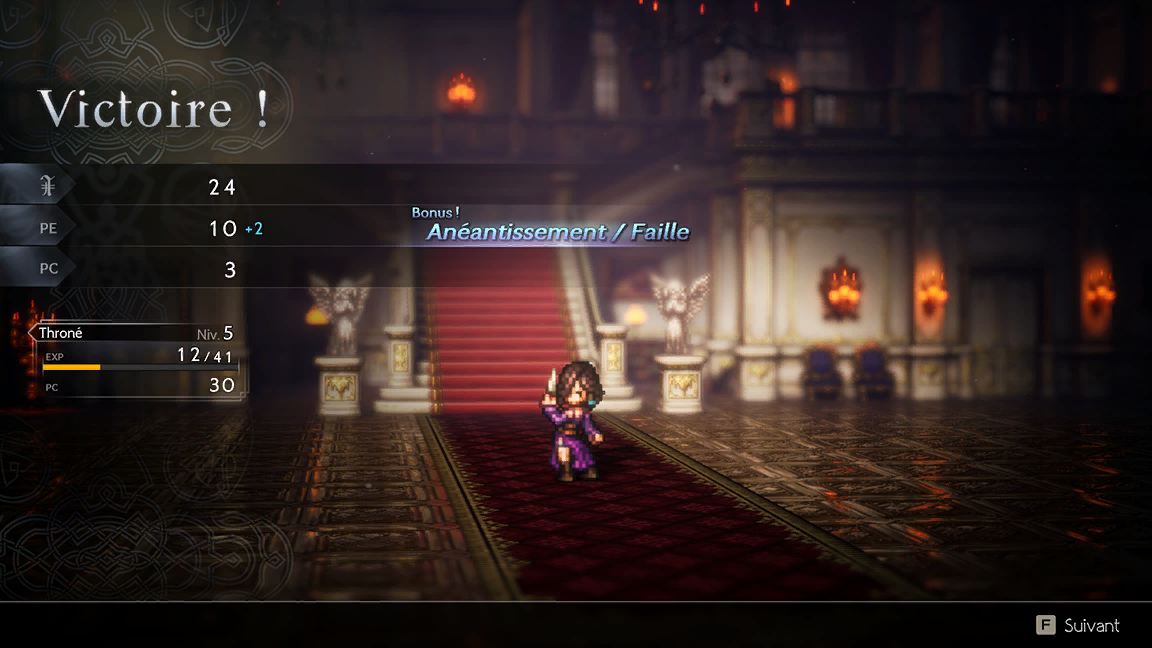 Victoire !
24
PE 10 +2
Bonus !
Anéantissement / Faille
PC 3
Throné Niv. 5
EXP 12/41
PC 30
F Suivant